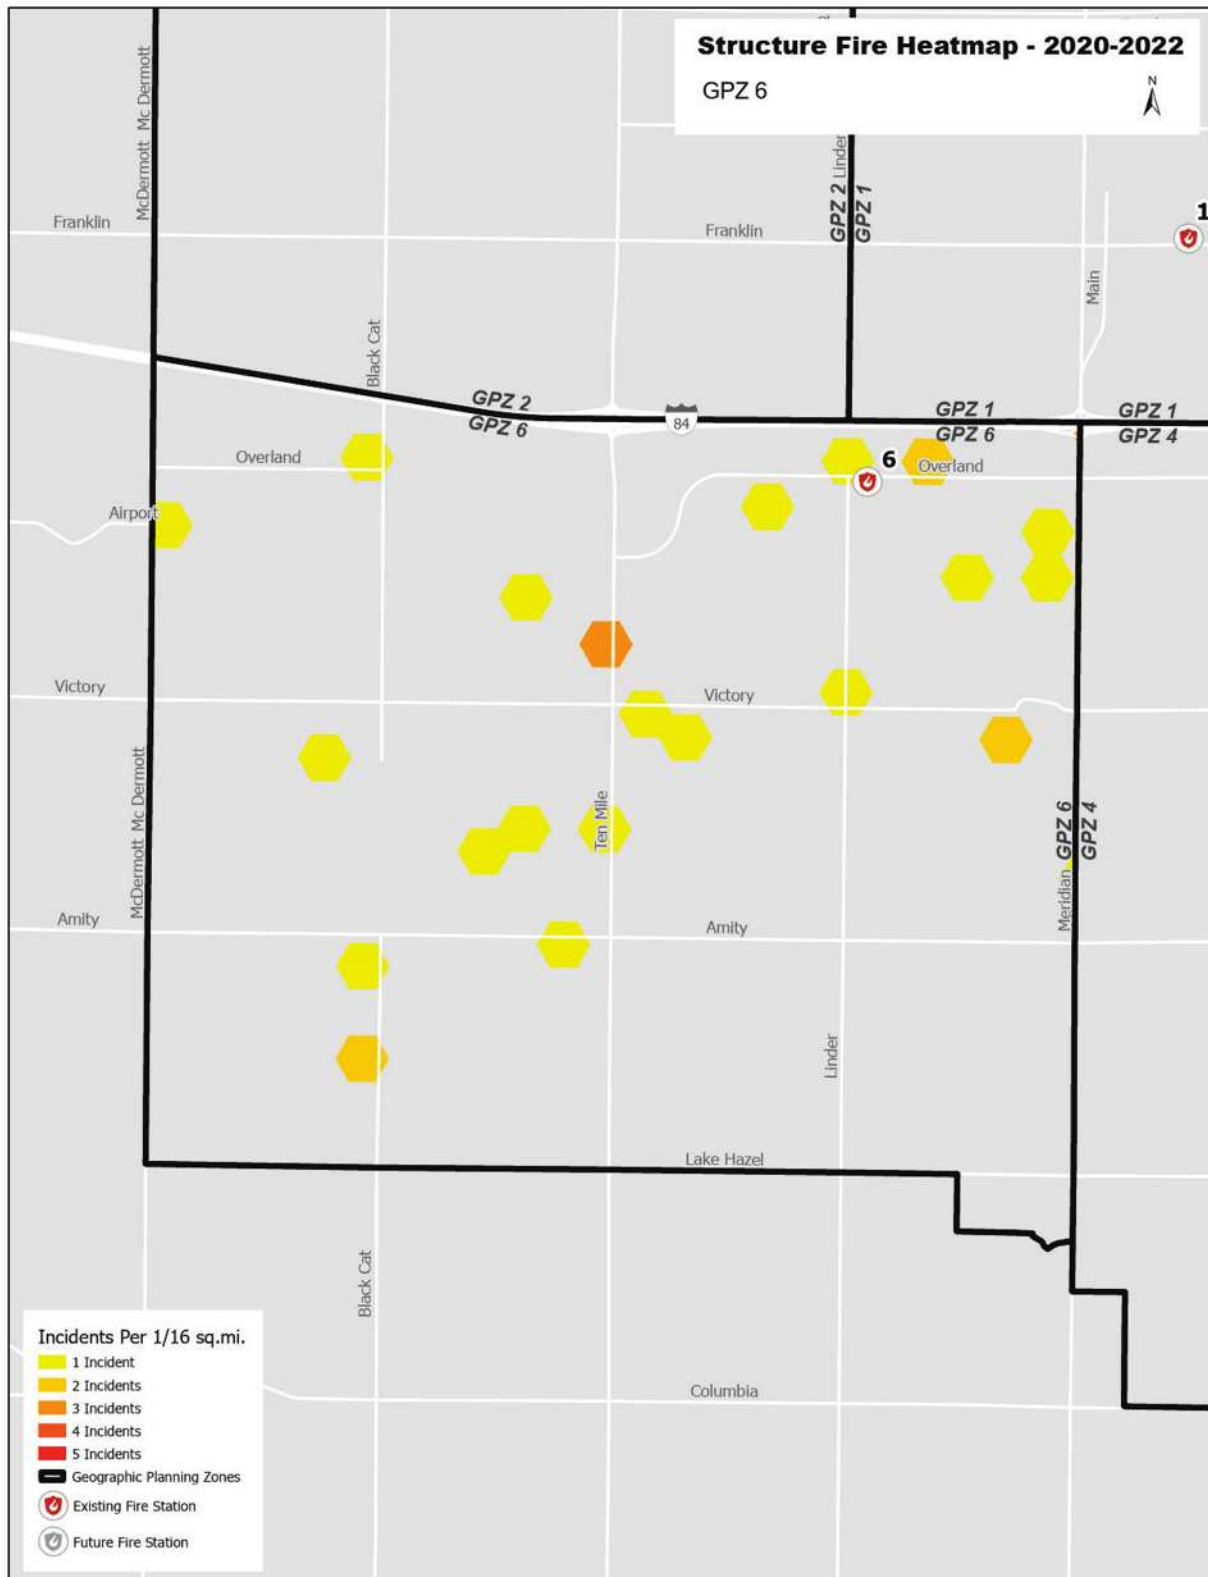 Structure Fire Heatmap - 2020-2022
GPZ 6
N
McDermott Mc Dermott
Linder
GPZ 2
GPZ 1
1
Franklin
Franklin
Main
Black Cat
GPZ 2
GPZ 6
84
GPZ 1
GPZ 6
GPZ 1
GPZ 4
Overland
6
Overland
Airport
Victory
Victory
McDermott Mc Dermott
Ten Mile
GPZ 6
GPZ 4
Meridian
Amity
Amity
Linder
Lake Hazel
Black Cat
Columbia
Incidents Per 1/16 sq.mi.
1 Incident
2 Incidents
3 Incidents
4 Incidents
5 Incidents
Geographic Planning Zones
Existing Fire Station
Future Fire Station